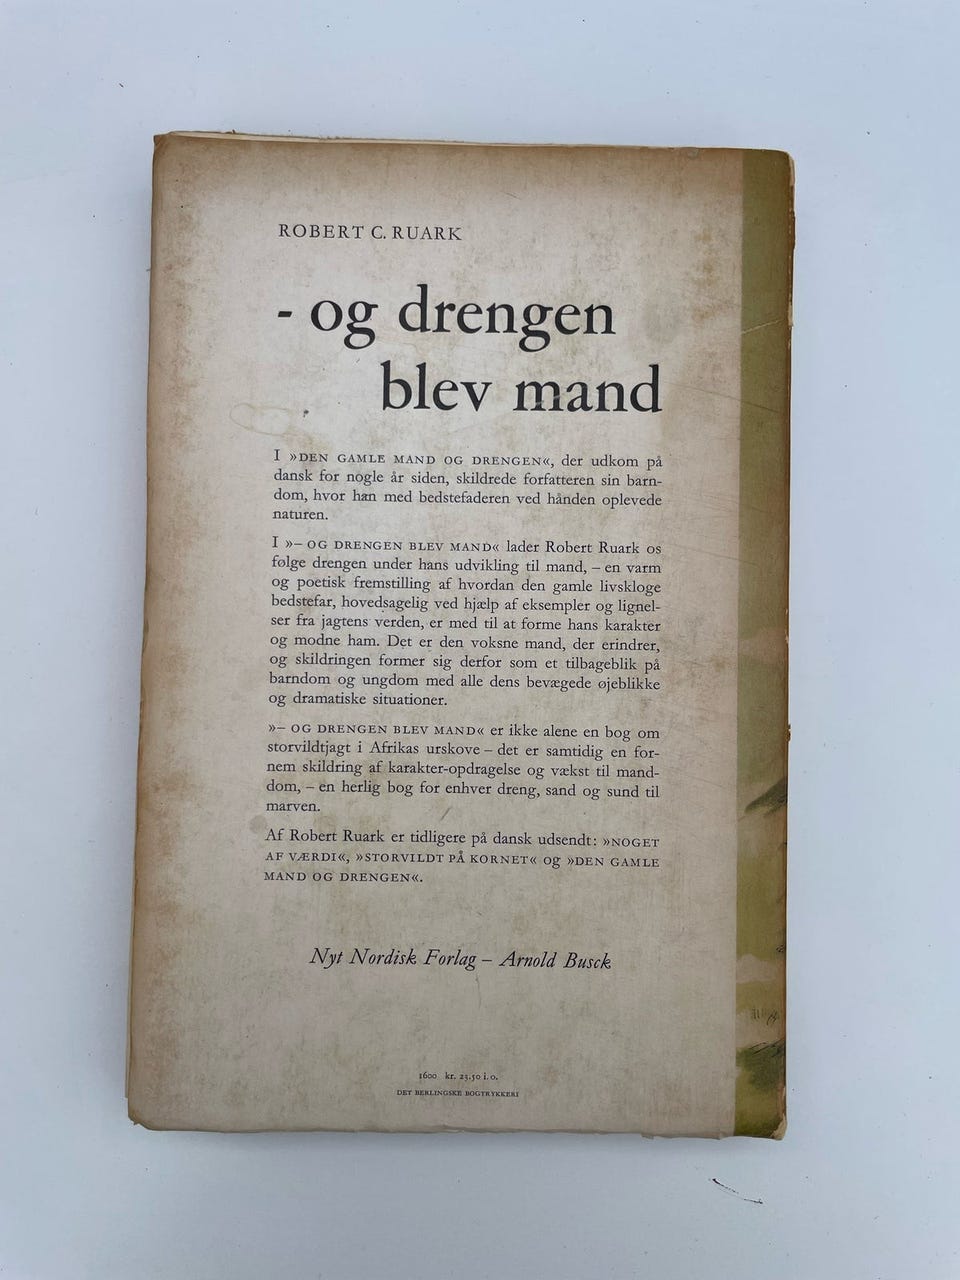 ROBERT C. RUARK
- og drengen
blev mand
I »DEN GAMLE MAND OG DRENGEN«, der udkom på
dansk for nogle år siden, skildrede forfatteren sin barn-
dom, hvor han med bedstefaderen ved hånden oplevede
naturen.
I »– OG DRENGEN BLEV MAND« lader Robert Ruark os
følge drengen under hans udvikling til mand, – en varm
og poetisk fremstilling af hvordan den gamle livskloge
bedstefar, hovedsagelig ved hjælp af eksempler og lignel-
ser fra jagtens verden, er med til at forme hans karakter
og modne ham. Det er den voksne mand, der erindrer,
og skildringen former sig derfor som et tilbageblik på
barndom og ungdom med alle dens bevægede øjeblikke
og dramatiske situationer.
»– OG DRENGEN BLEV MAND« er ikke alene en bog om
storvildtjagt i Afrikas urskove – det er samtidig en for-
nem skildring af karakter-opdragelse og vækst til mand-
dom, – en herlig bog for enhver dreng, sand og sund til
marven.
Af Robert Ruark er tidligere på dansk udsendt: »NOGET
AF VÆRDI«, »STORVILDT PÅ KORNET« og »DEN GAMLE
MAND OG DRENGEN«.
Nyt Nordisk Forlag – Arnold Busck
1600 kr. 23.50 i. o.
DET BERLINGSKE BOGTRYKKERI